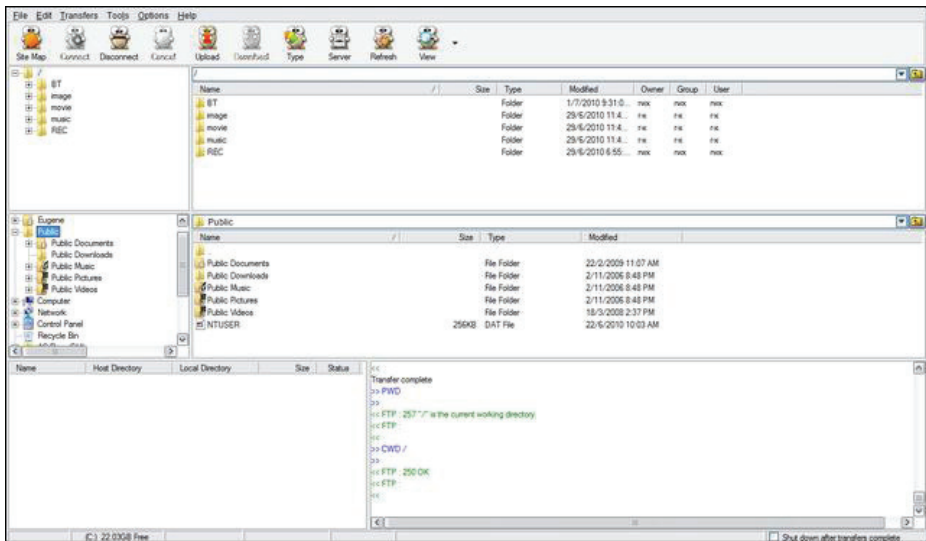 File Edit Transfers Tools Options Help
Site Map Connect Disconnect Cancel Upload Download Type Server Refresh View
/
BT
image
movie
music
REC
/
Name / Size Type Modified Owner Group User
BT Folder 1/7/2010 9:31:0... rwx rwx rwx
image Folder 29/6/2010 11:4... r-x r-x r-x
movie Folder 29/6/2010 11:4... r-x r-x r-x
music Folder 29/6/2010 11:4... r-x r-x r-x
REC Folder 29/6/2010 6:55:... rwx rwx rwx
Eugene
Public
Public Documents
Public Downloads
Public Music
Public Pictures
Public Videos
Computer
Network
Control Panel
Recycle Bin
Public
Name / Size Type Modified
..
Public Documents File Folder 22/2/2009 11:07 AM
Public Downloads File Folder 2/11/2006 8:48 PM
Public Music File Folder 2/11/2006 8:48 PM
Public Pictures File Folder 2/11/2006 8:48 PM
Public Videos File Folder 18/3/2008 2:37 PM
NTUSER 256KB DAT File 22/6/2010 10:03 AM
Name Host Directory Local Directory Size Status
<<
Transfer complete
>> PWD
>>
<< FTP : 257 "/" is the current working directory.
<< FTP
<<
>> CWD /
>>
<< FTP : 250 OK
<< FTP
<<
(C:) 22.03GB Free
Shut down after transfers complete